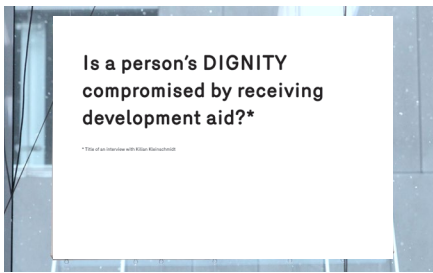 Is a person's DIGNITY
compromised by receiving
development aid?*
* Title of an interview with Kilian Kleinschmidt